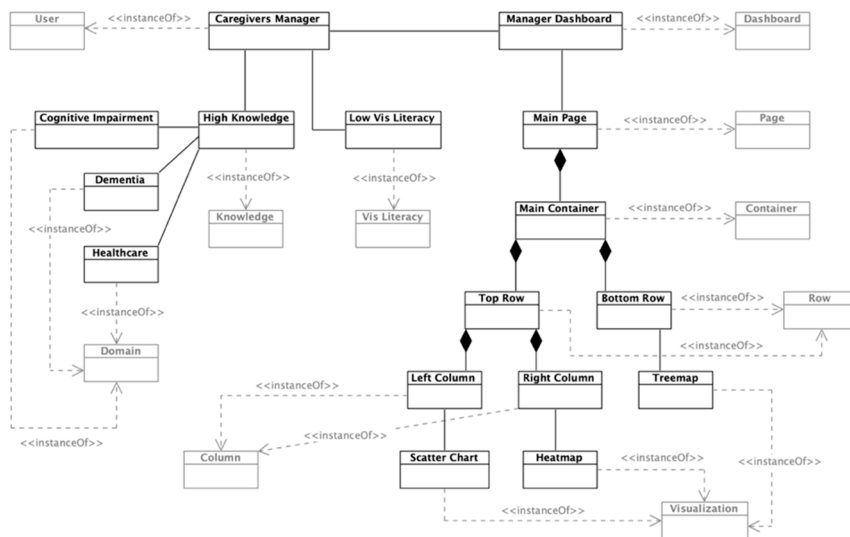 User
<<instanceOf>>
Caregivers Manager
Manager Dashboard
<<instanceOf>>
Dashboard
Cognitive Impairment
High Knowledge
Low Vis Literacy
Main Page
<<instanceOf>>
Page
Dementia
<<instanceOf>>
<<instanceOf>>
Knowledge
Vis Literacy
Main Container
<<instanceOf>>
Container
<<instanceOf>>
Healthcare
<<instanceOf>>
Top Row
Bottom Row
<<instanceOf>>
Row
<<instanceOf>>
Domain
Left Column
Right Column
Treemap
<<instanceOf>>
<<instanceOf>>
<<instanceOf>>
Column
Scatter Chart
Heatmap
<<instanceOf>>
<<instanceOf>>
<<instanceOf>>
Visualization